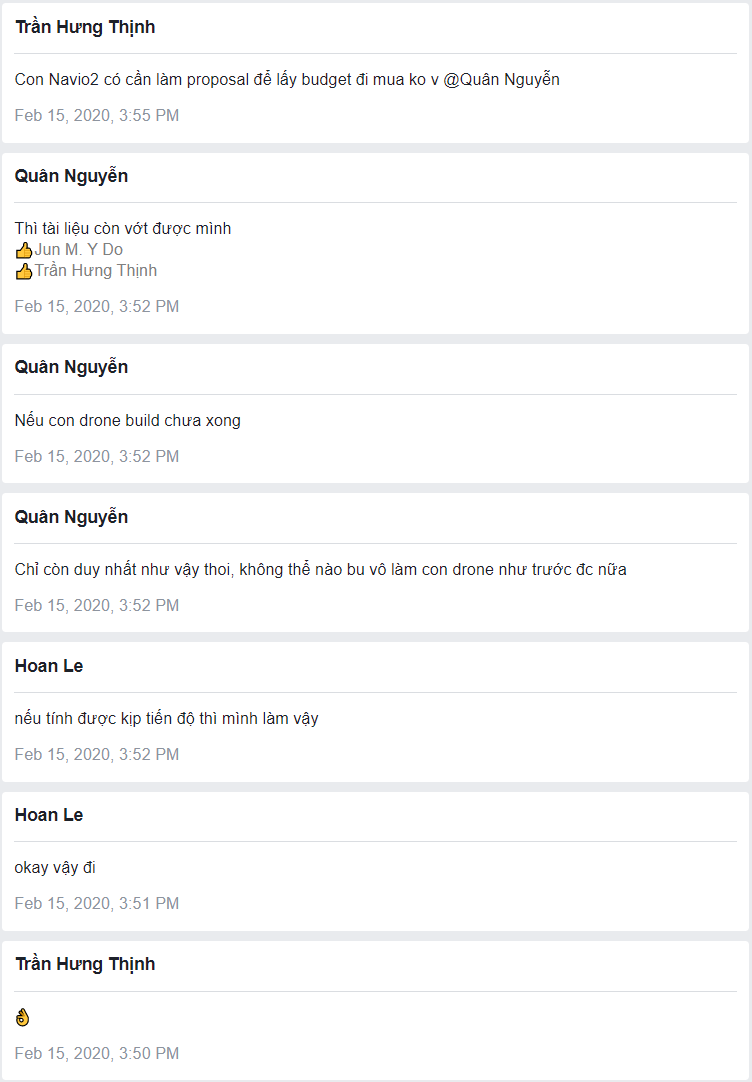 Trần Hưng Thịnh
Con Navio2 có cần làm proposal để lấy budget đi mua ko v @Quân Nguyễn
Feb 15, 2020, 3:55 PM
Quân Nguyễn
Thì tài liệu còn vớt được mình
👍Jun M. Y Do
👍Trần Hưng Thịnh
Feb 15, 2020, 3:52 PM
Quân Nguyễn
Nếu con drone build chưa xong
Feb 15, 2020, 3:52 PM
Quân Nguyễn
Chỉ còn duy nhất như vậy thoi, không thể nào bu vô làm con drone như trước đc nữa
Feb 15, 2020, 3:52 PM
Hoan Le
nếu tính được kịp tiến độ thì mình làm vậy
Feb 15, 2020, 3:52 PM
Hoan Le
okay vậy đi
Feb 15, 2020, 3:51 PM
Trần Hưng Thịnh
👌
Feb 15, 2020, 3:50 PM